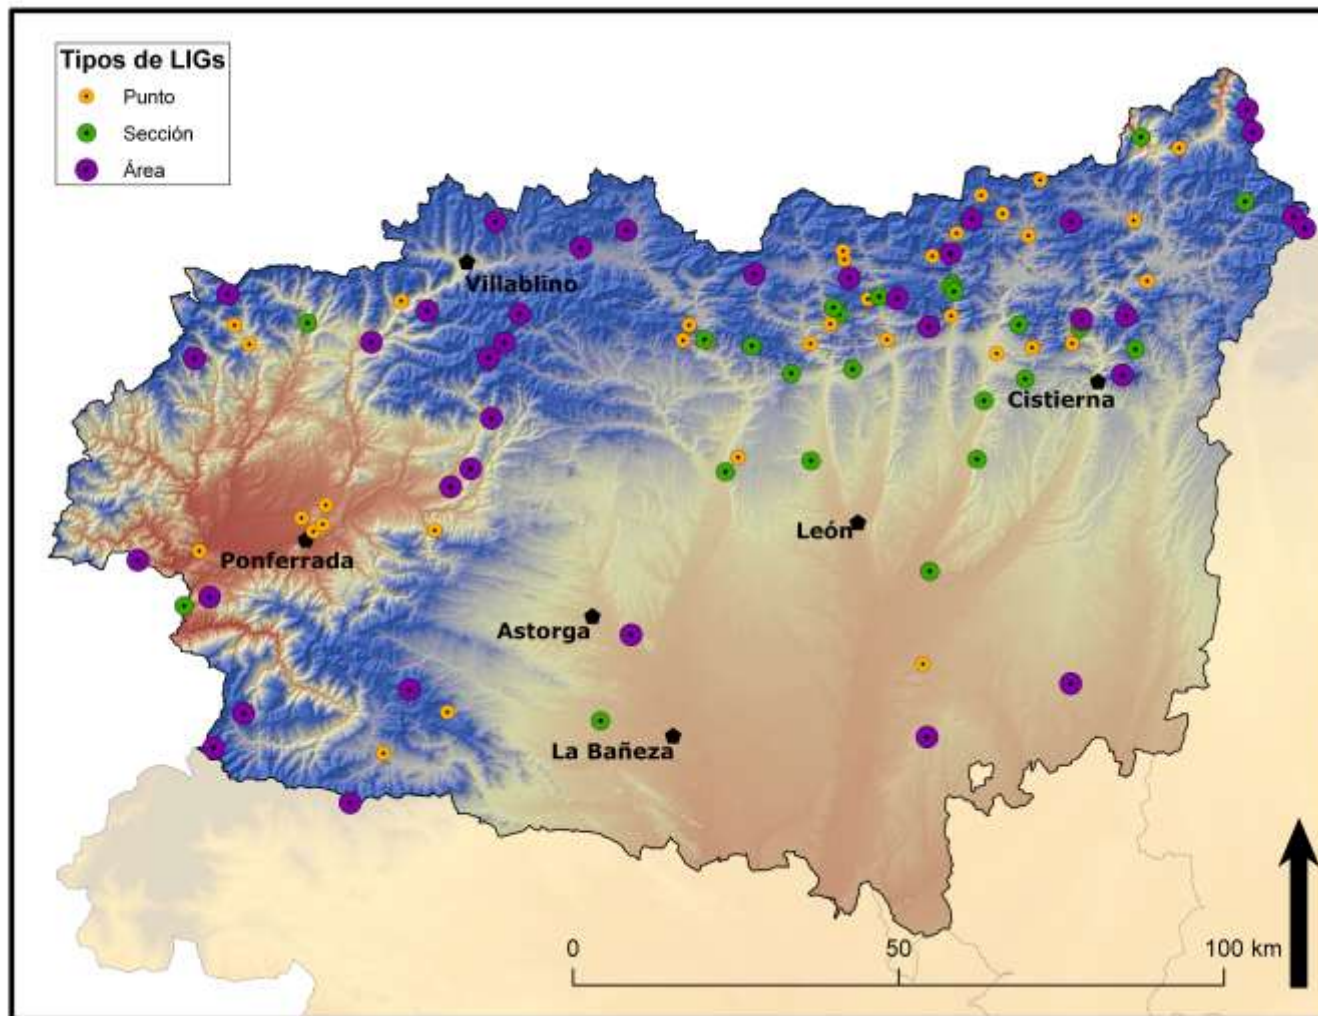 Tipos de LIGs
Punto
Sección
Área
Villablino
Cistierna
León
Ponferrada
Astorga
La Bañeza
0 50 100 km